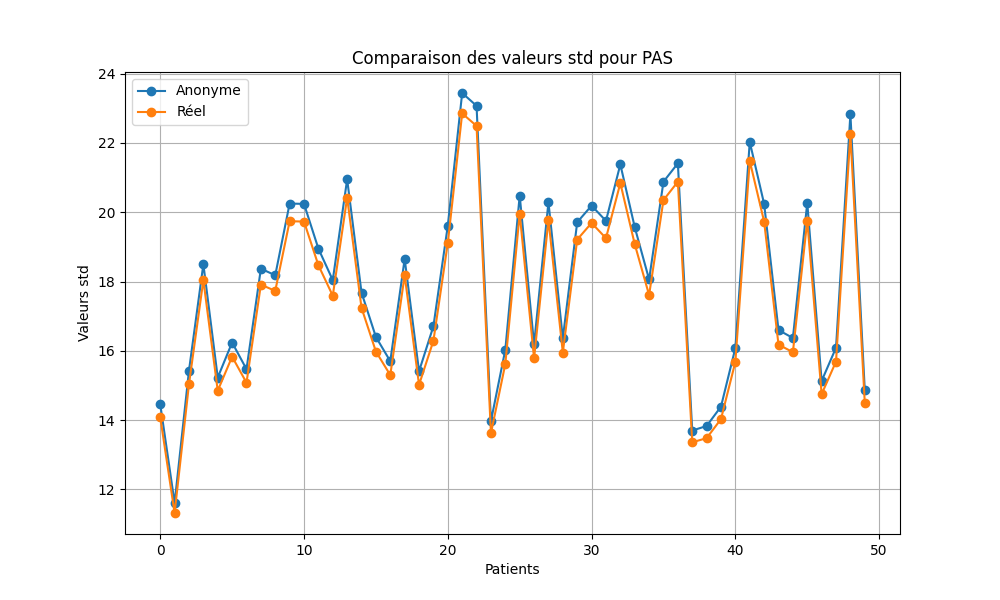 Comparaison des valeurs std pour PAS
Anonyme
Réel
Valeurs std
24
22
20
18
16
14
12
0 10 20 30 40 50
Patients